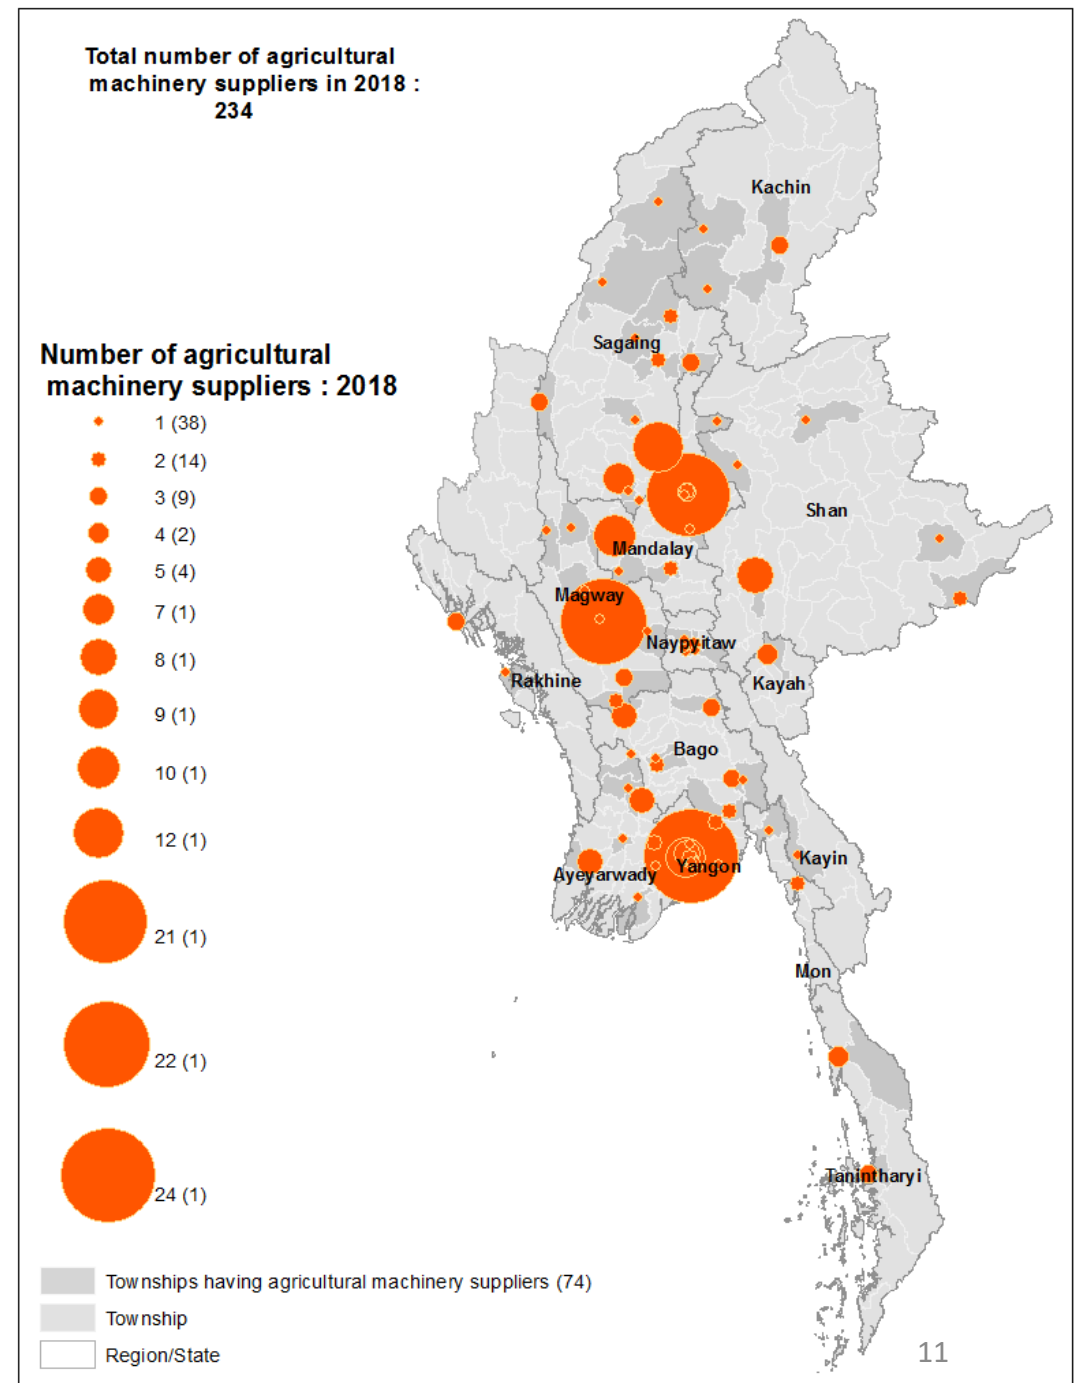 Total number of agricultural
machinery suppliers in 2018 :
234
Number of agricultural
machinery suppliers : 2018
1 (38)
2 (14)
3 (9)
4 (2)
5 (4)
7 (1)
8 (1)
9 (1)
10 (1)
12 (1)
21 (1)
22 (1)
24 (1)
Townships having agricultural machinery suppliers (74)
Township
Region/State
Kachin
Sagaing
Shan
Mandalay
Magway
Naypyitaw
Rakhine
Kayah
Bago
Kayin
Yangon
Ayeyarwady
Mon
Tanintharyi
11